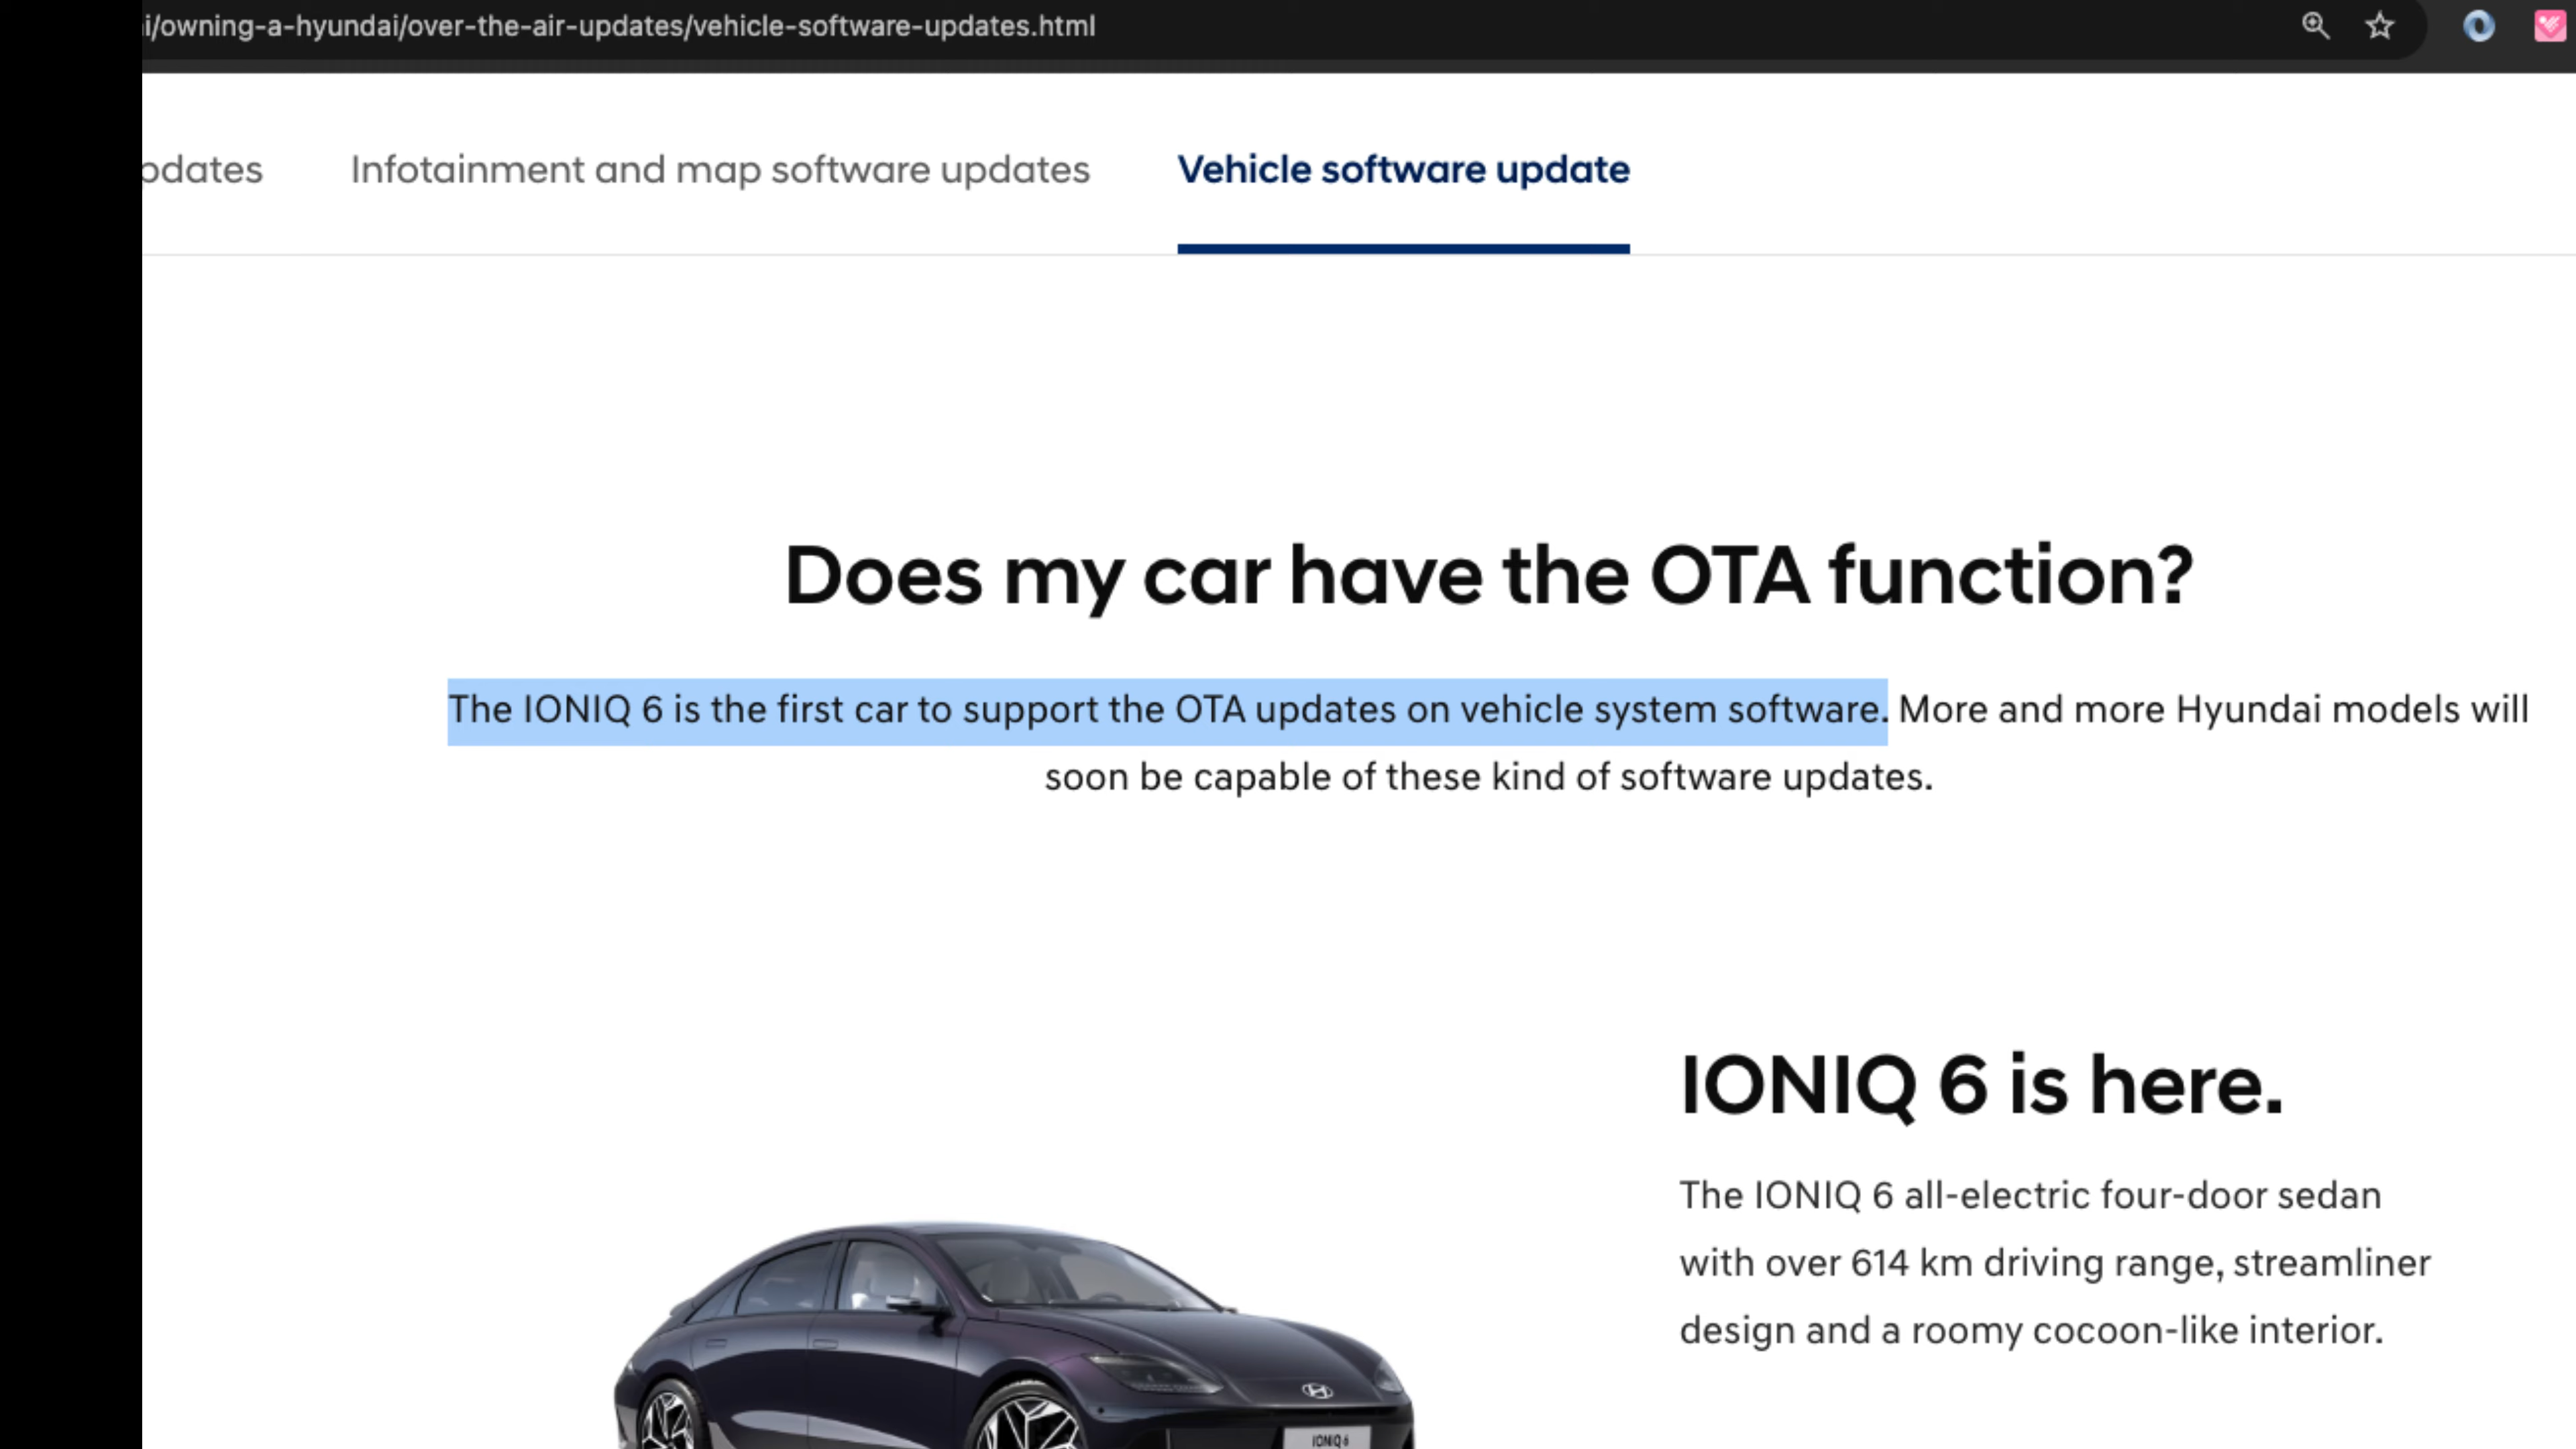 /owning-a-hyundai/over-the-air-updates/vehicle-software-updates.html
Infotainment and map software updates
Vehicle software update
Does my car have the OTA function?
The IONIQ 6 is the first car to support the OTA updates on vehicle system software. More and more Hyundai models will
soon be capable of these kind of software updates.
IONIQ 6 is here.
The IONIQ 6 all-electric four-door sedan
with over 614 km driving range, streamliner
design and a roomy cocoon-like interior.
IONIQ 6